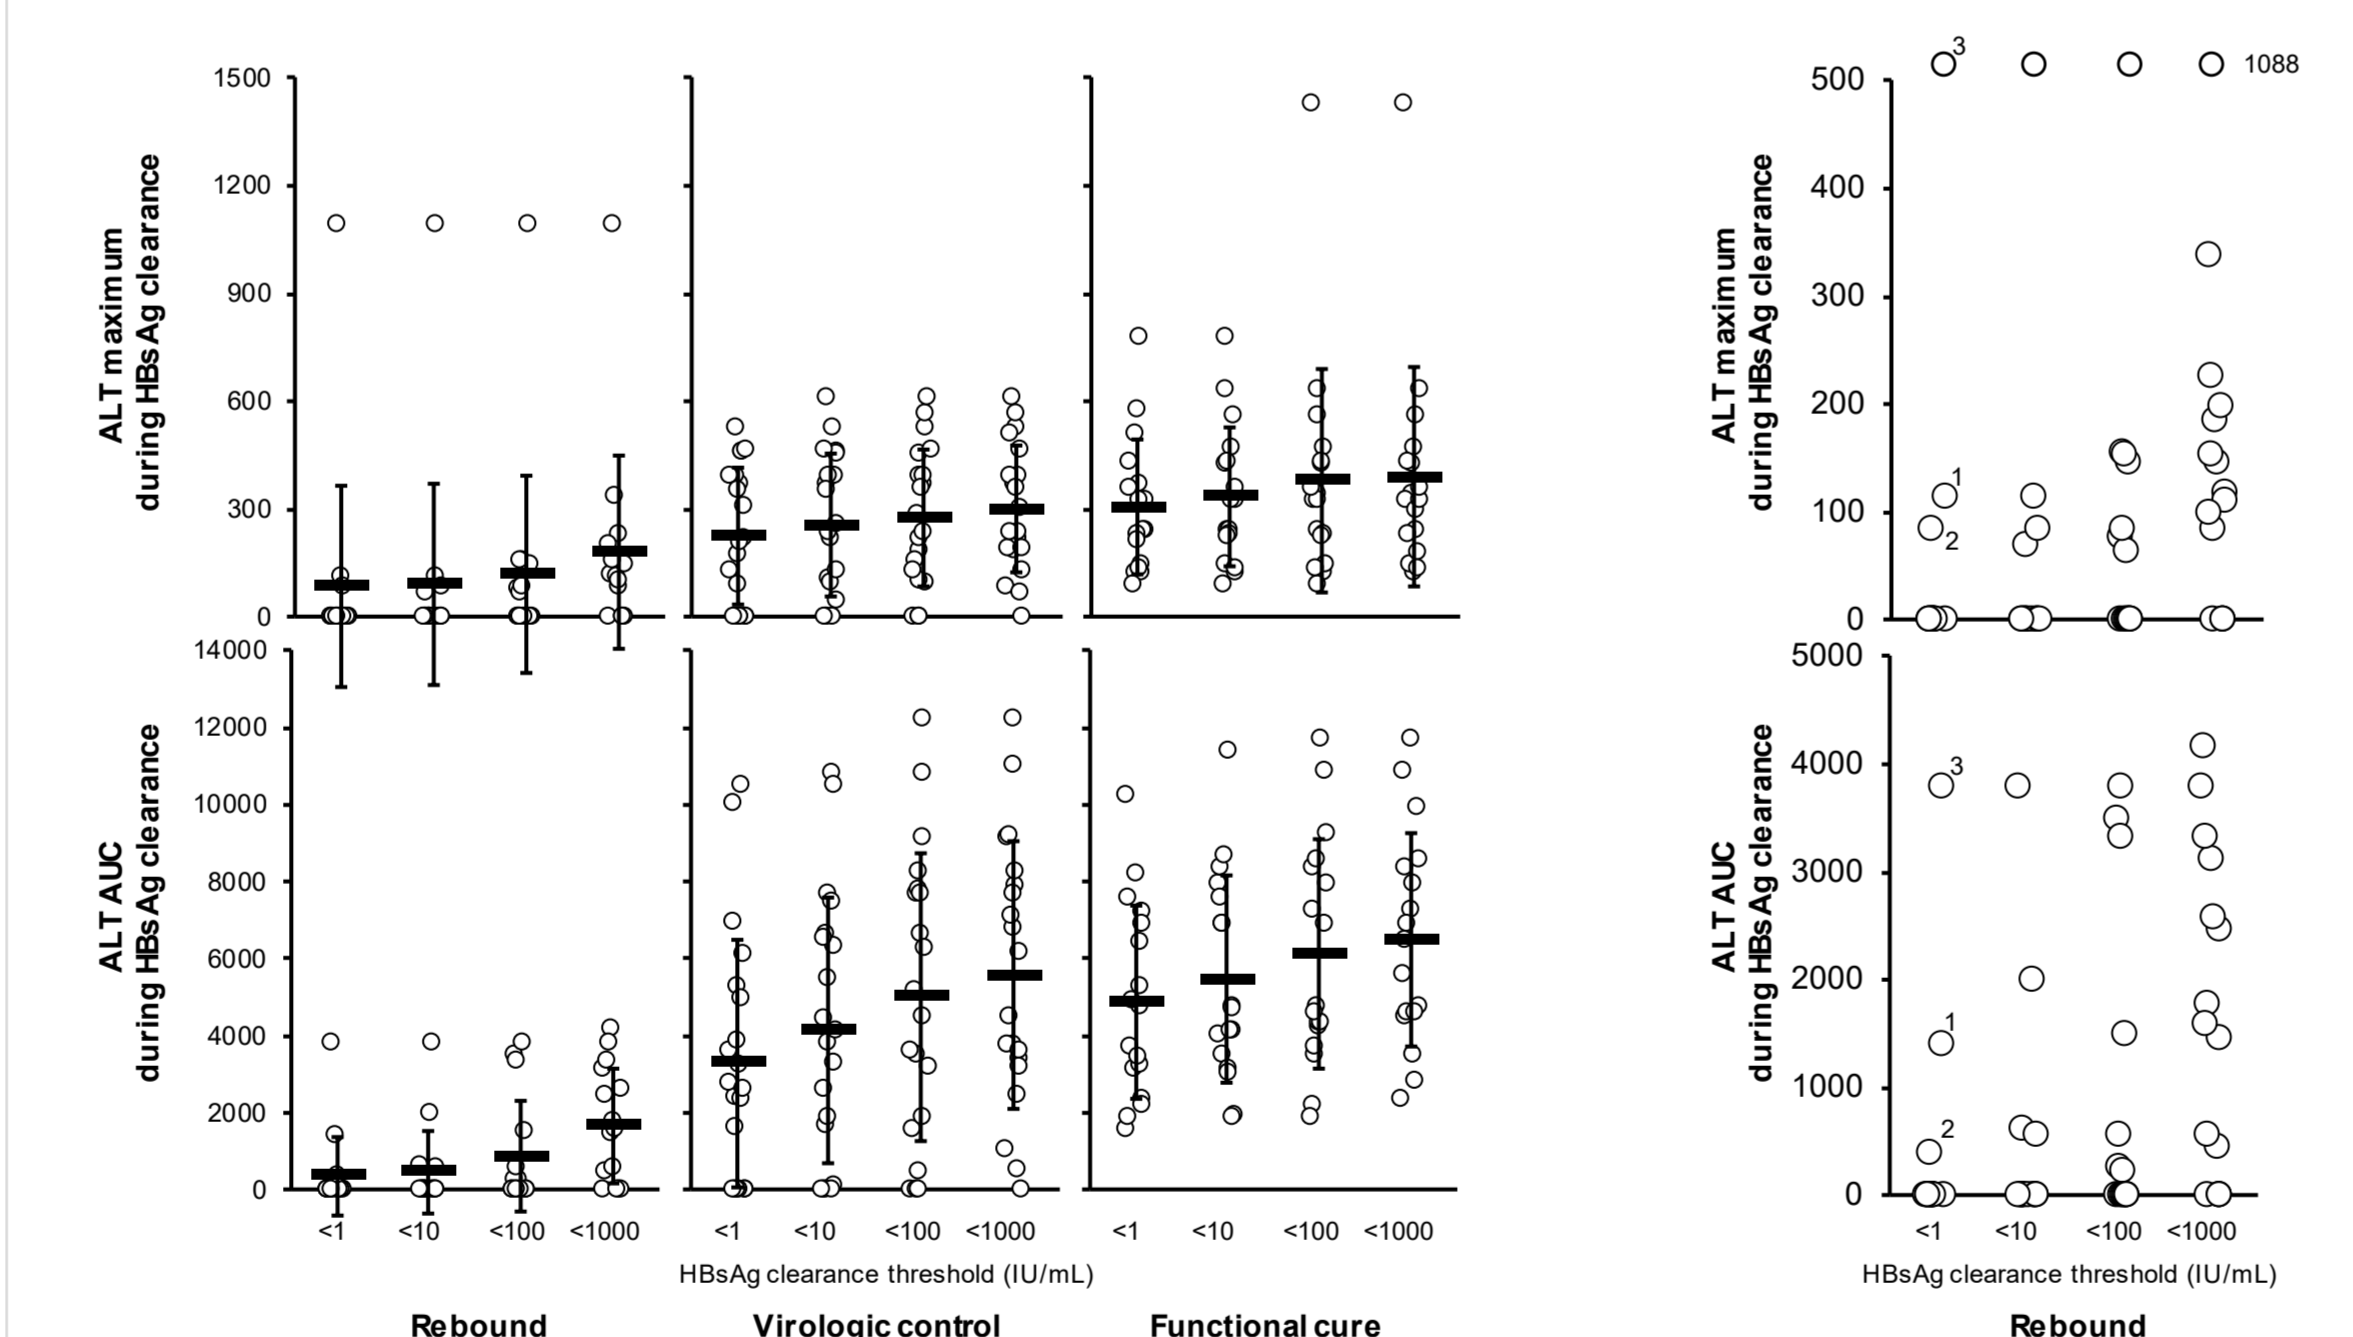 ALT maximum
during HBsAg clearance
1500
1200
900
600
300
0
ALT AUC
during HBsAg clearance
14000
12000
10000
8000
6000
4000
2000
0
<1 <10 <100 <1000
<1 <10 <100 <1000
<1 <10 <100 <1000
HBsAg clearance threshold (IU/mL)
Rebound
Virologic control
Functional cure
ALT maximum
during HBsAg clearance
500
400
300
200
100
0
3
1088
1
2
ALT AUC
during HBsAg clearance
5000
4000
3000
2000
1000
0
3
1
2
<1 <10 <100 <1000
HBsAg clearance threshold (IU/mL)
Rebound